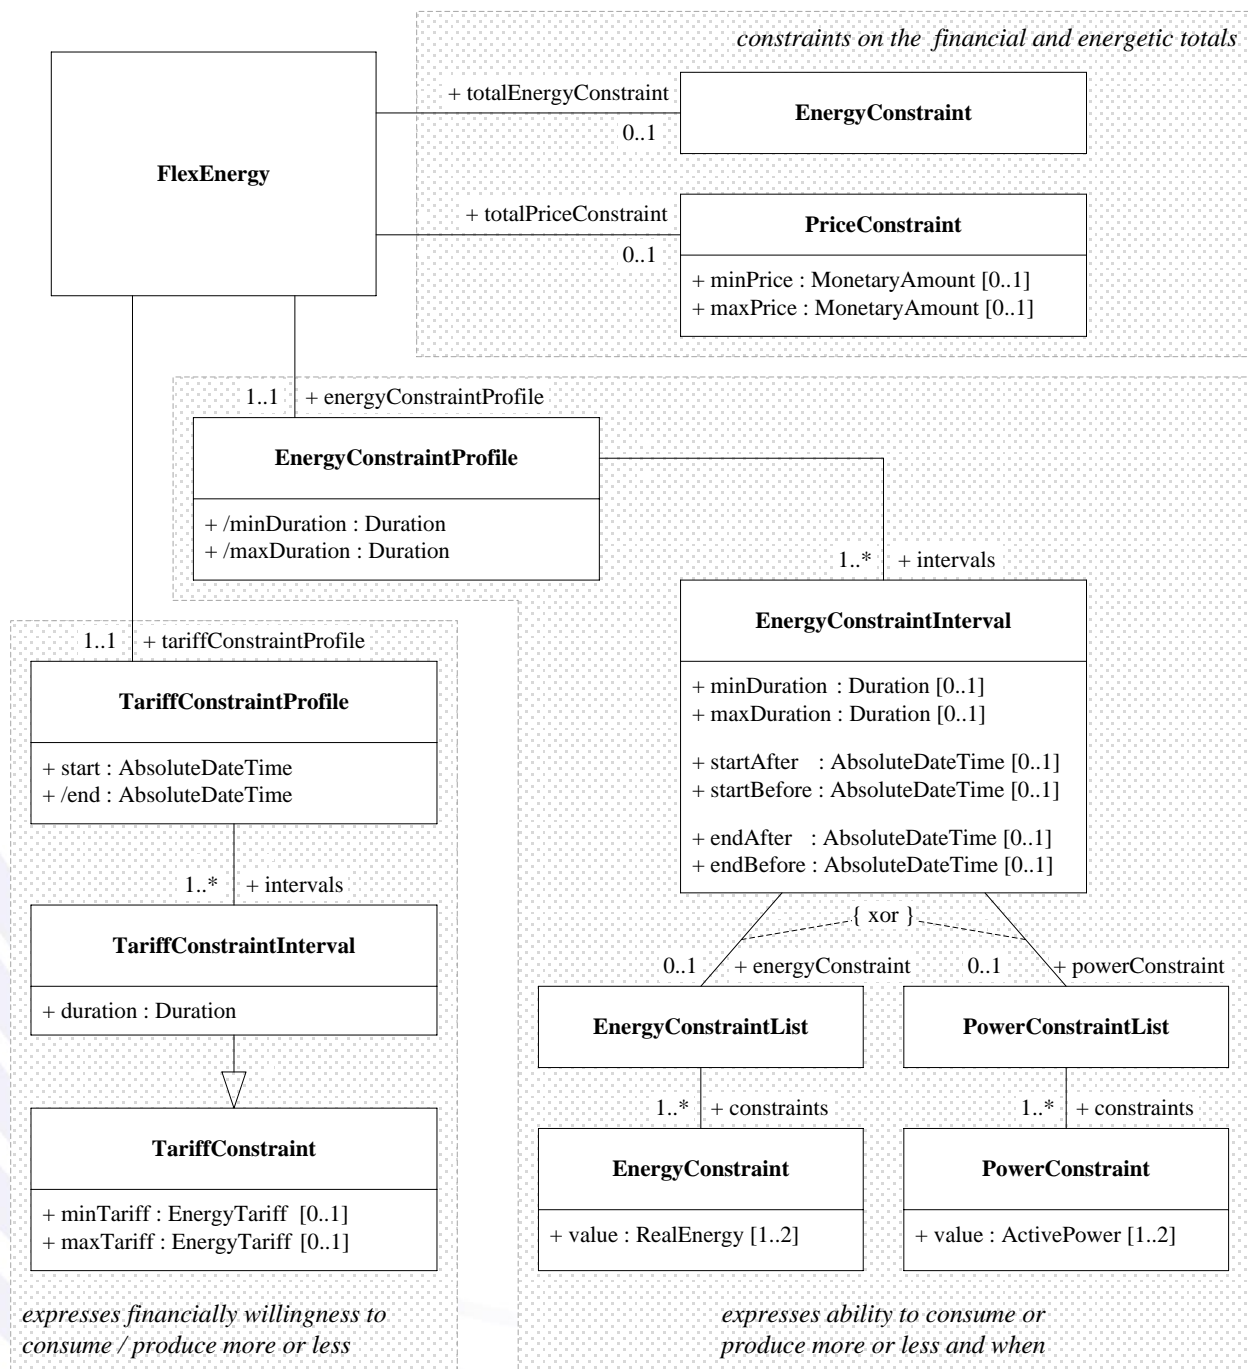 constraints on the financial and energetic totals
FlexEnergy
+ totalEnergyConstraint
0..1
EnergyConstraint
+ totalPriceConstraint
0..1
PriceConstraint
+ minPrice : MonetaryAmount [0..1]
+ maxPrice : MonetaryAmount [0..1]
1..1 + energyConstraintProfile
EnergyConstraintProfile
+ /minDuration : Duration
+ /maxDuration : Duration
1..* + intervals
EnergyConstraintInterval
+ minDuration : Duration [0..1]
+ maxDuration : Duration [0..1]
+ startAfter : AbsoluteDateTime [0..1]
+ startBefore : AbsoluteDateTime [0..1]
+ endAfter : AbsoluteDateTime [0..1]
+ endBefore : AbsoluteDateTime [0..1]
1..1 + tariffConstraintProfile
TariffConstraintProfile
+ start : AbsoluteDateTime
+ /end : AbsoluteDateTime
1..* + intervals
TariffConstraintInterval
+ duration : Duration
TariffConstraint
+ minTariff : EnergyTariff [0..1]
+ maxTariff : EnergyTariff [0..1]
expresses financially willingness to
consume / produce more or less
{ xor }
0..1 + energyConstraint
0..1 + powerConstraint
EnergyConstraintList
PowerConstraintList
1..* + constraints
1..* + constraints
EnergyConstraint
+ value : RealEnergy [1..2]
PowerConstraint
+ value : ActivePower [1..2]
expresses ability to consume or
produce more or less and when